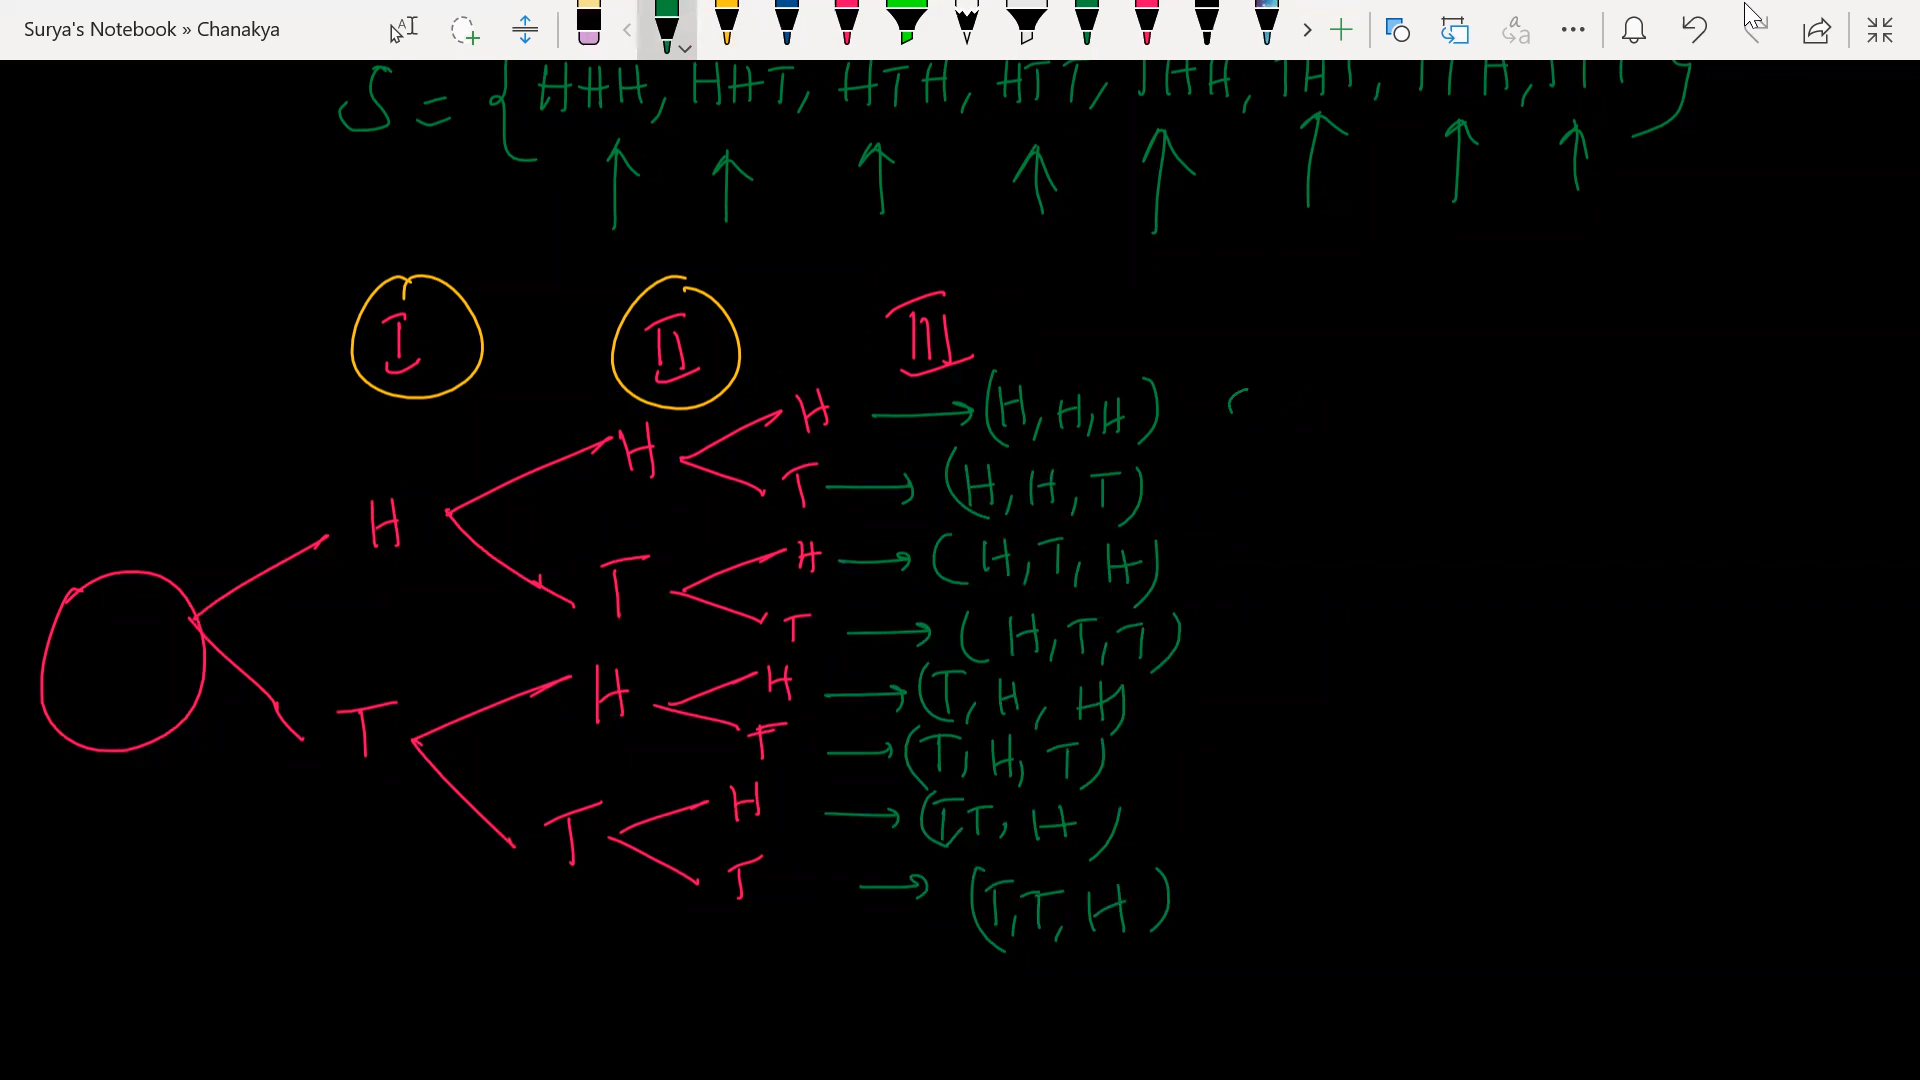 Surya's Notebook » Chanakya
S = { HHH, HHT, HTH, HTT, THH, THT, TTH, TTT }
I II III
H → (H, H, H) (
H
T → (H, H, T)
H
H → (H, T, H)
T
T → (H, T, T)
H → (T, H, H)
H
T
T → (T, H, T)
H → (T, T, H)
T
T → (T, T, H)